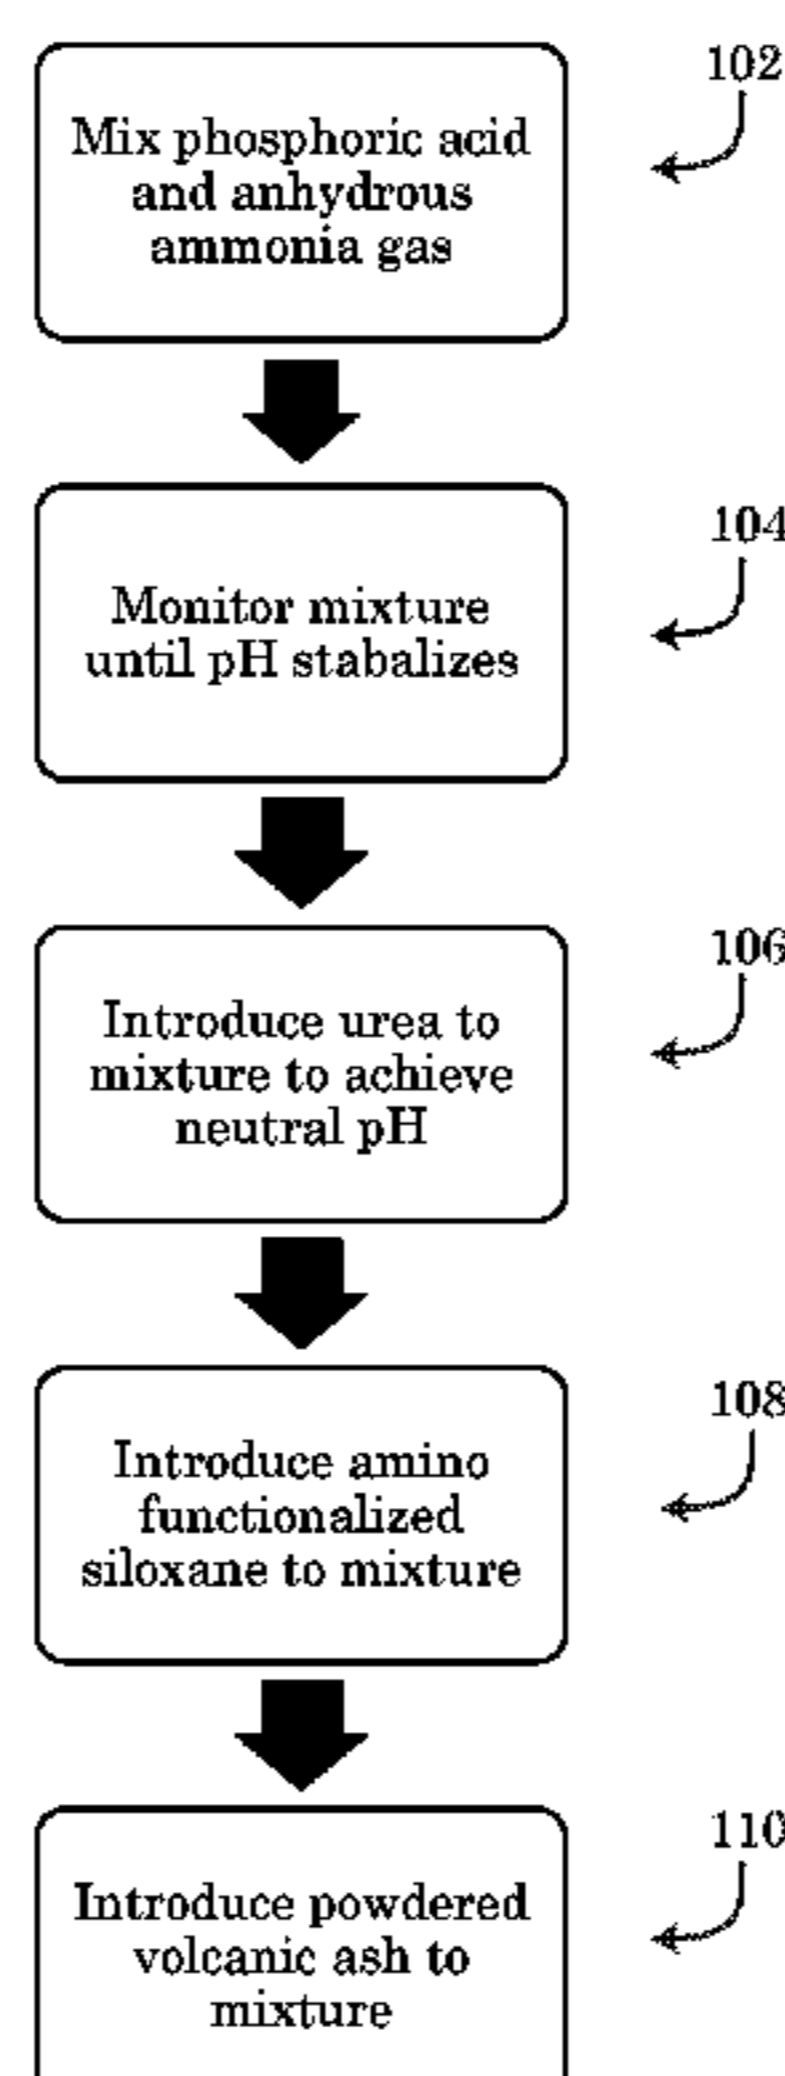 102
Mix phosphoric acid
and anhydrous
ammonia gas
104
Monitor mixture
until pH stabalizes
106
Introduce urea to
mixture to achieve
neutral pH
108
Introduce amino
functionalized
siloxane to mixture
110
Introduce powdered
volcanic ash to
mixture